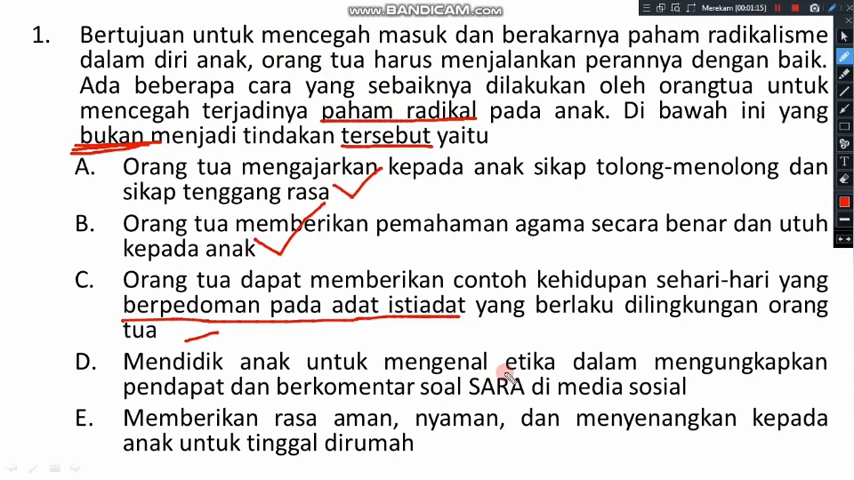 www.BANDICAM.com
Merekam [00:01:15]
1. Bertujuan untuk mencegah masuk dan berakarnya paham radikalisme
dalam diri anak, orang tua harus menjalankan perannya dengan baik.
Ada beberapa cara yang sebaiknya dilakukan oleh orangtua untuk
mencegah terjadinya paham radikal pada anak. Di bawah ini yang
bukan menjadi tindakan tersebut yaitu
A. Orang tua mengajarkan kepada anak sikap tolong-menolong dan
sikap tenggang rasa
B. Orang tua memberikan pemahaman agama secara benar dan utuh
kepada anak
C. Orang tua dapat memberikan contoh kehidupan sehari-hari yang
berpedoman pada adat istiadat yang berlaku dilingkungan orang
tua
D. Mendidik anak untuk mengenal etika dalam mengungkapkan
pendapat dan berkomentar soal SARA di media sosial
E. Memberikan rasa aman, nyaman, dan menyenangkan kepada
anak untuk tinggal dirumah